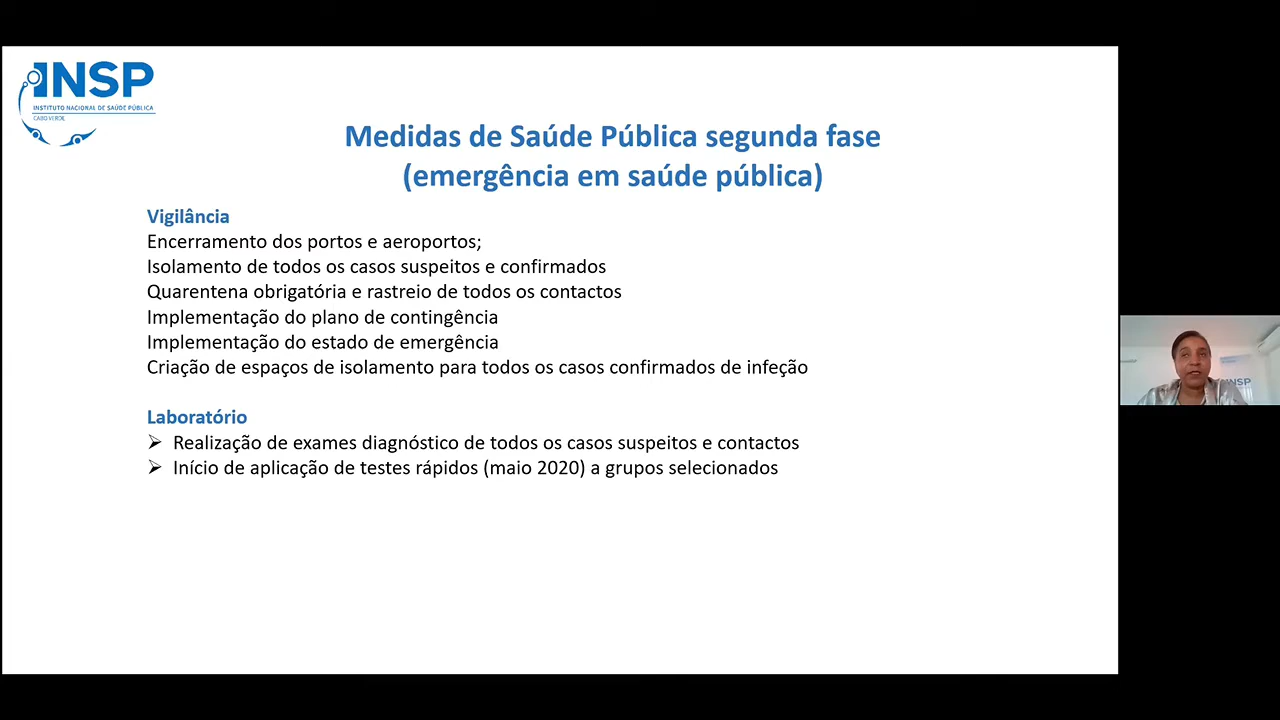 INSP
INSTITUTO NACIONAL DE SAÚDE PÚBLICA
CABO VERDE
Medidas de Saúde Pública segunda fase
(emergência em saúde pública)
Vigilância
Encerramento dos portos e aeroportos;
Isolamento de todos os casos suspeitos e confirmados
Quarentena obrigatória e rastreio de todos os contactos
Implementação do plano de contingência
Implementação do estado de emergência
Criação de espaços de isolamento para todos os casos confirmados de infeção
Laboratório
➢ Realização de exames diagnóstico de todos os casos suspeitos e contactos
➢ Início de aplicação de testes rápidos (maio 2020) a grupos selecionados
INSP